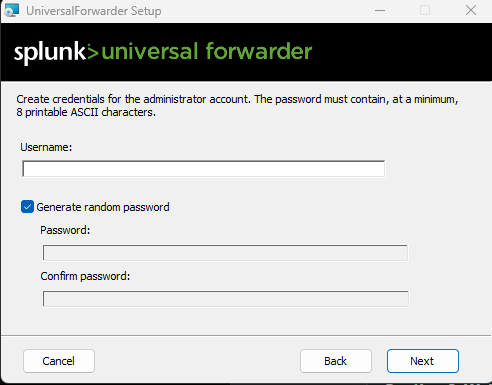 UniversalForwarder Setup
splunk>universal forwarder
Create credentials for the administrator account. The password must contain, at a minimum,
8 printable ASCII characters.
Username:
Generate random password
Password:
Confirm password:
Cancel
Back
Next